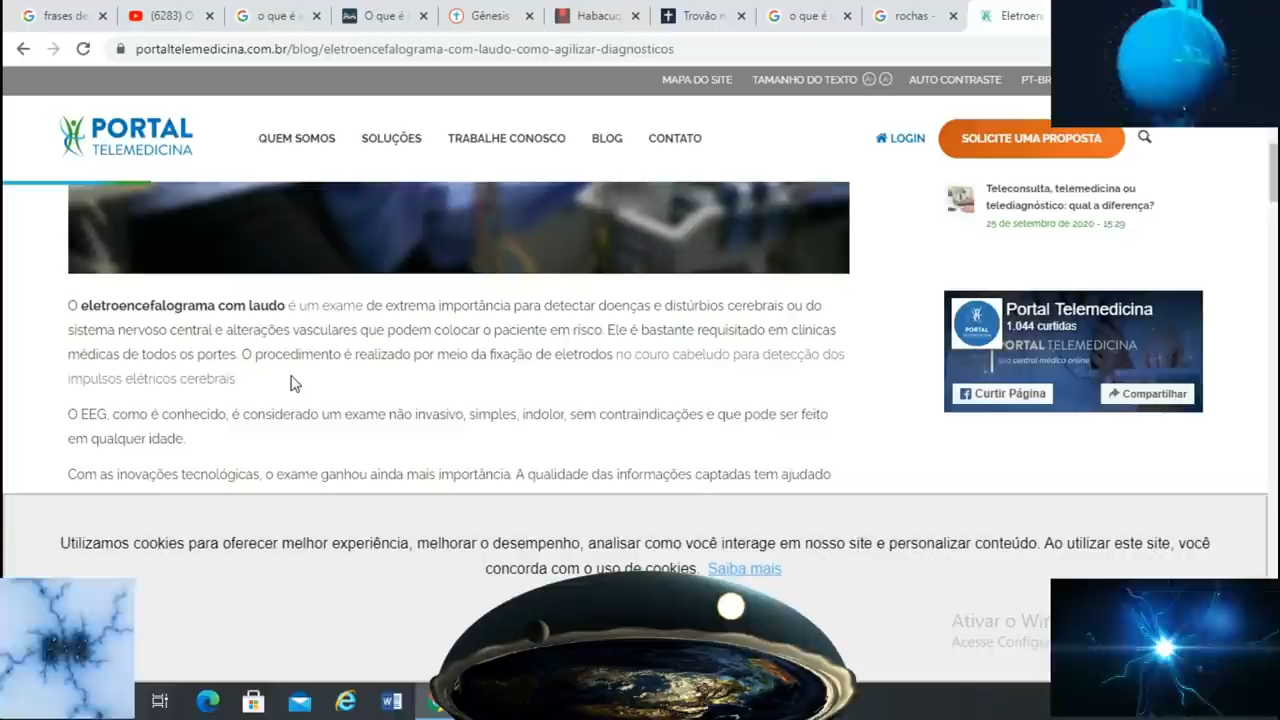 frases de
(6283) O
o que é a
O que é
Gênesis
Habacuq
Trovão n
o que é
rochas -
Eletroen
portaltelemedicina.com.br/blog/eletroencefalograma-com-laudo-como-agilizar-diagnosticos
MAPA DO SITE TAMANHO DO TEXTO AUTO CONTRASTE PT-BR
PORTAL
TELEMEDICINA
QUEM SOMOS SOLUÇÕES TRABALHE CONOSCO BLOG CONTATO
LOGIN
SOLICITE UMA PROPOSTA
Teleconsulta, telemedicina ou
telediagnóstico: qual a diferença?
25 de setembro de 2020 - 15:29
O eletroencefalograma com laudo é um exame de extrema importância para detectar doenças e distúrbios cerebrais ou do
sistema nervoso central e alterações vasculares que podem colocar o paciente em risco. Ele é bastante requisitado em clínicas
médicas de todos os portes. O procedimento é realizado por meio da fixação de eletrodos no couro cabeludo para detecção dos
impulsos elétricos cerebrais
O EEG, como é conhecido, é considerado um exame não invasivo, simples, indolor, sem contraindicações e que pode ser feito
em qualquer idade.
Com as inovações tecnológicas, o exame ganhou ainda mais importância. A qualidade das informações captadas tem ajudado
Portal Telemedicina
1.044 curtidas
PORTAL TELEMEDICINA
sua central médica online
Curtir Página
Compartilhar
Utilizamos cookies para oferecer melhor experiência, melhorar o desempenho, analisar como você interage em nosso site e personalizar conteúdo. Ao utilizar este site, você
concorda com o uso de cookies. Saiba mais
Ativar o Win
Acesse Configu